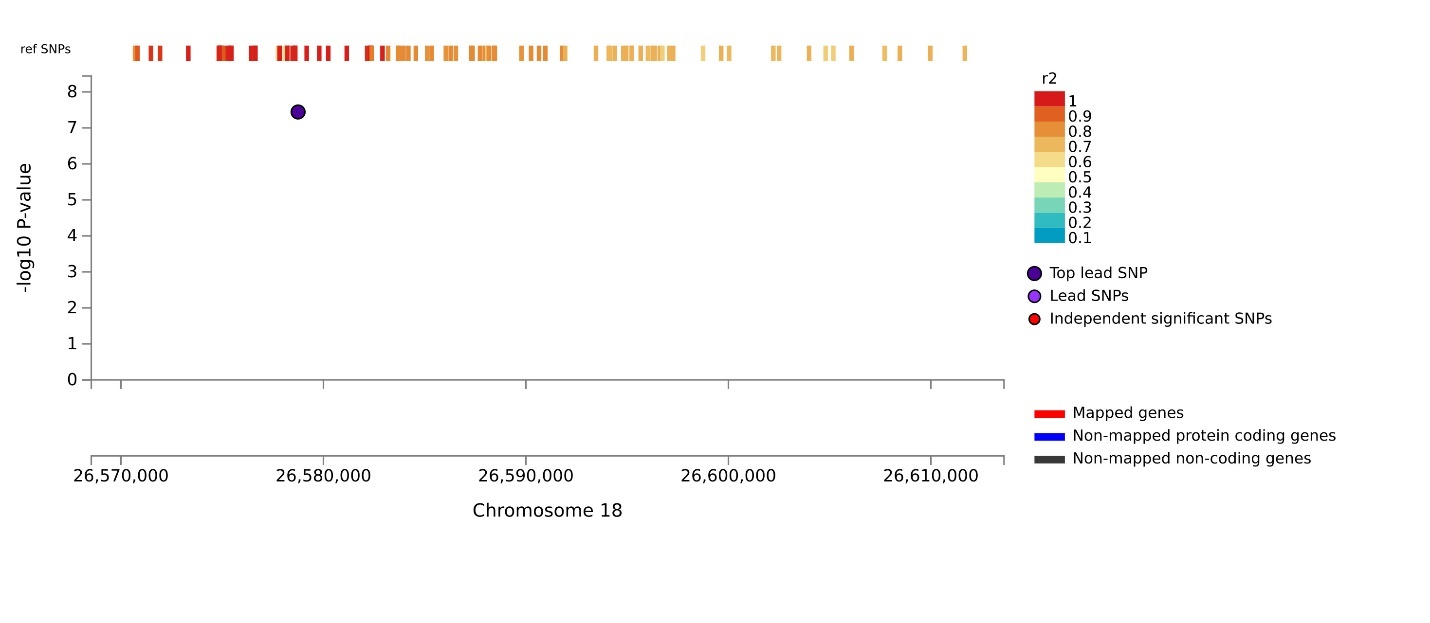 ref SNPs
r2
8
7
6
5
4
3
2
1
0
-log10 P-value
1
0.9
0.8
0.7
0.6
0.5
0.4
0.3
0.2
0.1
Top lead SNP
Lead SNPs
Independent significant SNPs
Mapped genes
Non-mapped protein coding genes
Non-mapped non-coding genes
26,570,000 26,580,000 26,590,000 26,600,000 26,610,000
Chromosome 18